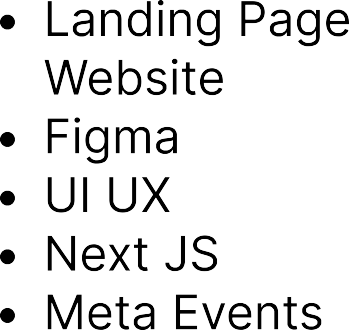 • Landing Page
Website
• Figma
• UI UX
• Next JS
• Meta Events